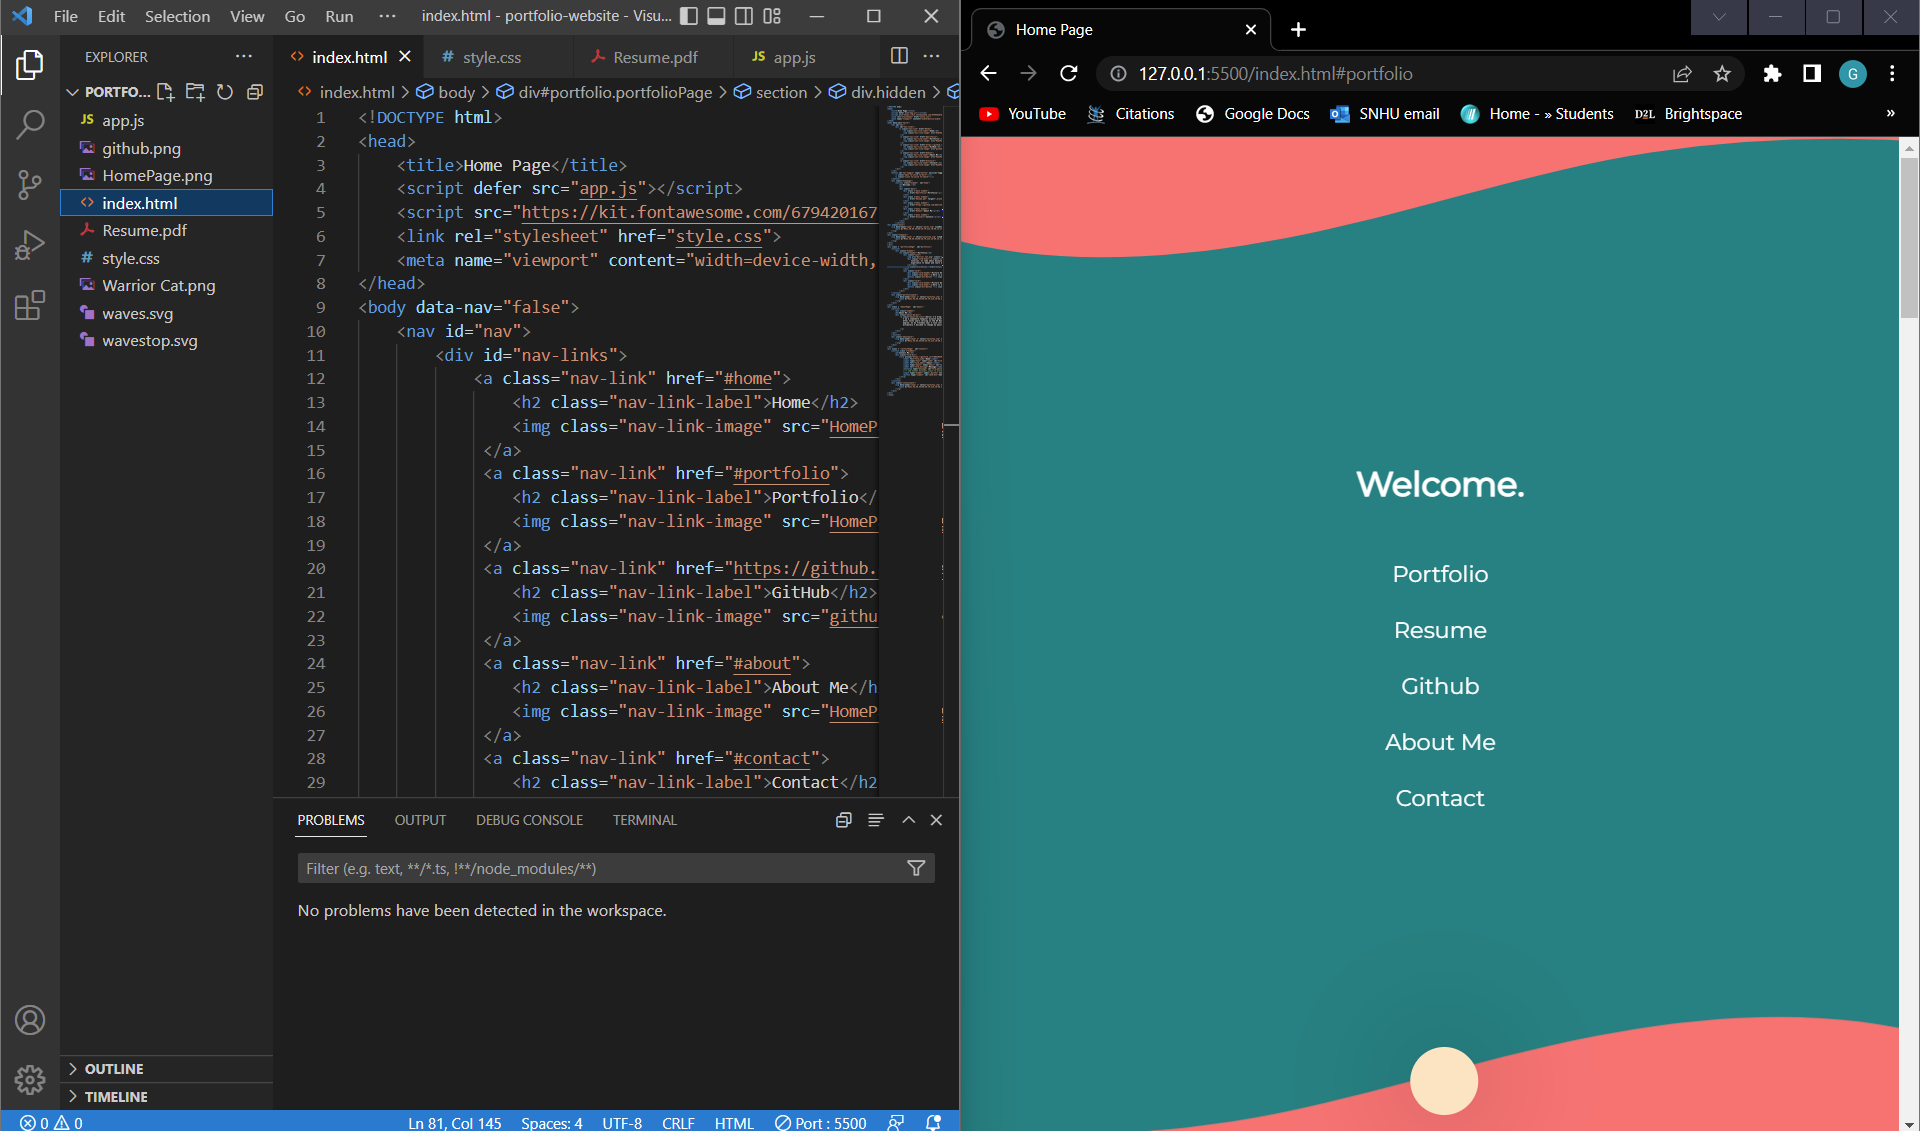 File Edit Selection View Go Run ··· index.html - portfolio-website - Visu...
EXPLORER ···
PORTFO...
JS app.js
github.png
HomePage.png
<> index.html
Resume.pdf
# style.css
Warrior Cat.png
waves.svg
wavestop.svg
OUTLINE
TIMELINE
<> index.html # style.css Resume.pdf JS app.js ···
<> index.html > body > div#portfolio.portfolioPage > section > div.hidden >
1 <!DOCTYPE html>
2 <head>
3 <title>Home Page</title>
4 <script defer src="app.js"></script>
5 <script src="https://kit.fontawesome.com/679420167
6 <link rel="stylesheet" href="style.css">
7 <meta name="viewport" content="width=device-width,
8 </head>
9 <body data-nav="false">
10 <nav id="nav">
11 <div id="nav-links">
12 <a class="nav-link" href="#home">
13 <h2 class="nav-link-label">Home</h2>
14 <img class="nav-link-image" src="HomeP
15 </a>
16 <a class="nav-link" href="#portfolio">
17 <h2 class="nav-link-label">Portfolio</
18 <img class="nav-link-image" src="HomeP
19 </a>
20 <a class="nav-link" href="https://github.
21 <h2 class="nav-link-label">GitHub</h2>
22 <img class="nav-link-image" src="githu
23 </a>
24 <a class="nav-link" href="#about">
25 <h2 class="nav-link-label">About Me</h
26 <img class="nav-link-image" src="HomeP
27 </a>
28 <a class="nav-link" href="#contact">
29 <h2 class="nav-link-label">Contact</h2
PROBLEMS OUTPUT DEBUG CONSOLE TERMINAL
Filter (e.g. text, **/*.ts, !**/node_modules/**)
No problems have been detected in the workspace.
0 0 Ln 81, Col 145 Spaces: 4 UTF-8 CRLF HTML Port : 5500
Home Page
127.0.0.1:5500/index.html#portfolio G
YouTube Citations Google Docs SNHU email Home - » Students D2L Brightspace »
Welcome.
Portfolio
Resume
Github
About Me
Contact